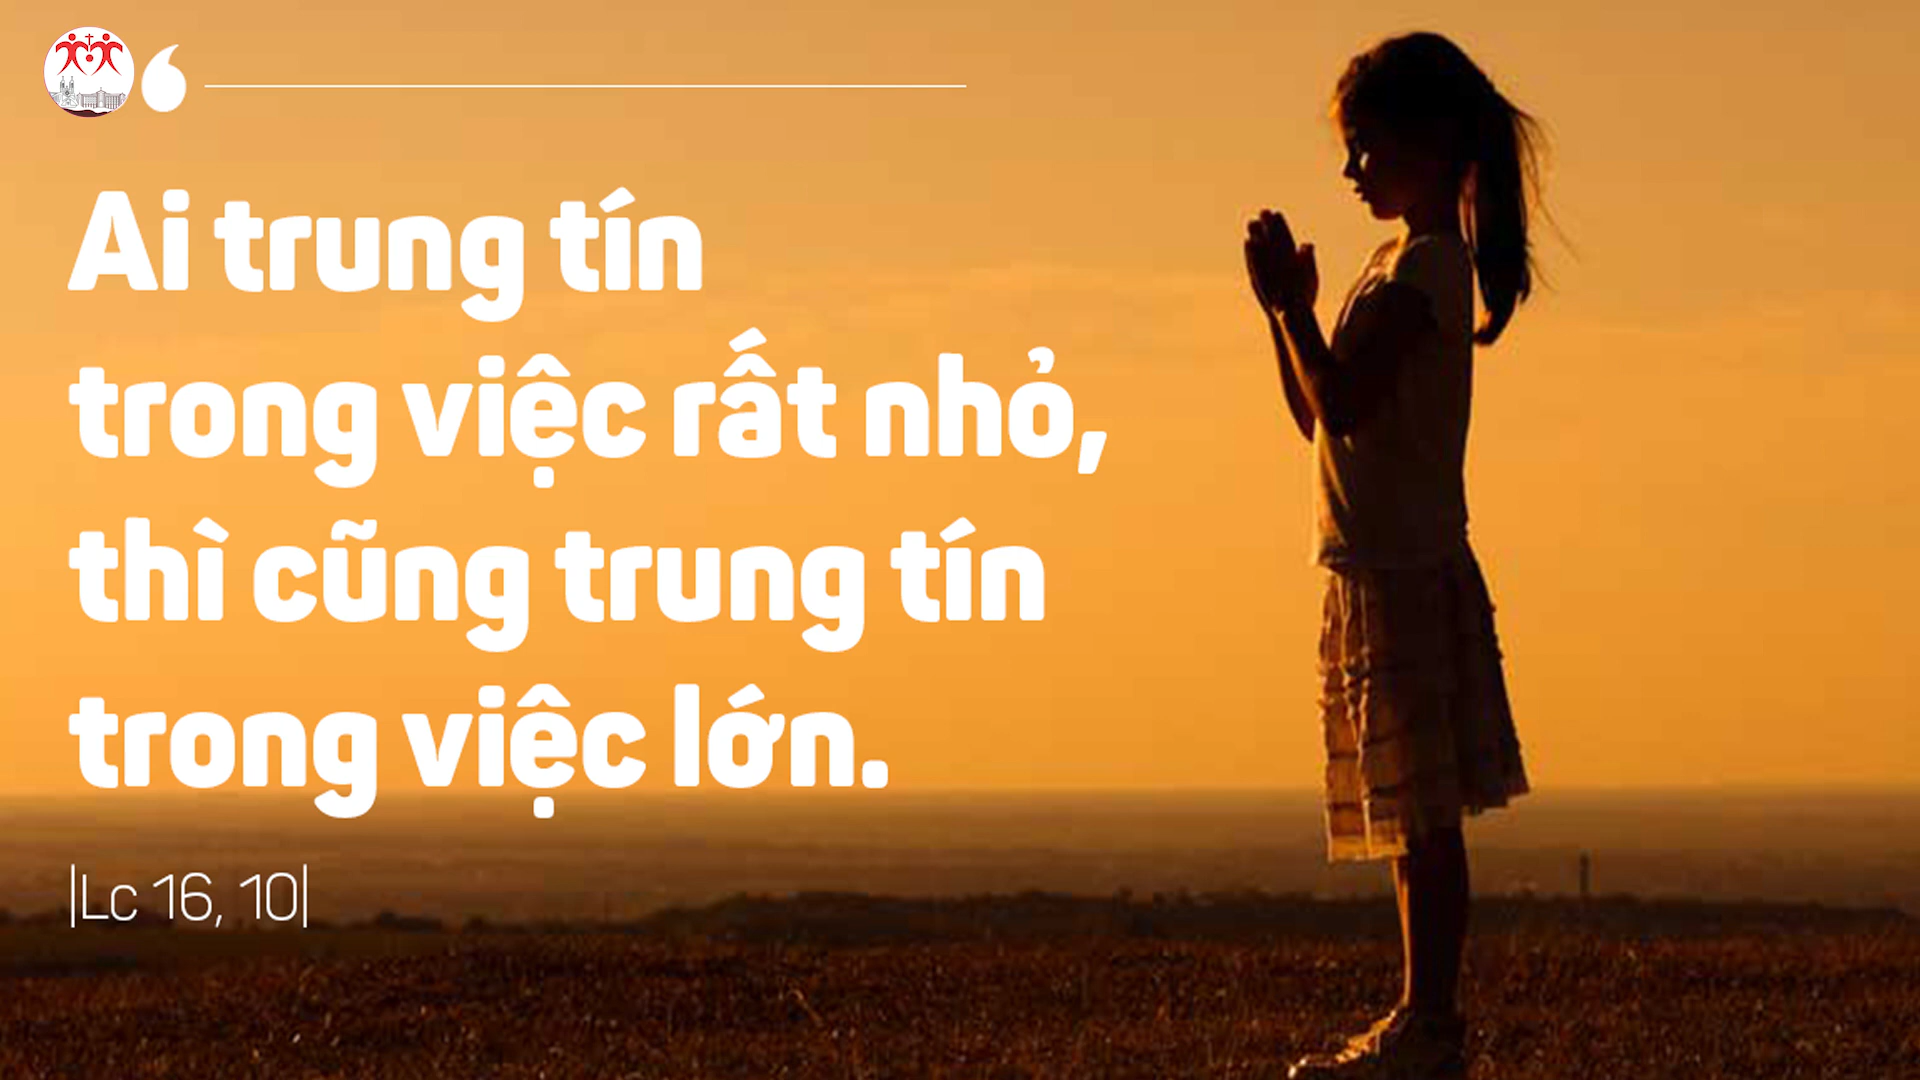 Ai trung tín
trong việc rất nhỏ,
thì cũng trung tín
trong việc lớn.
|Lc 16, 10|